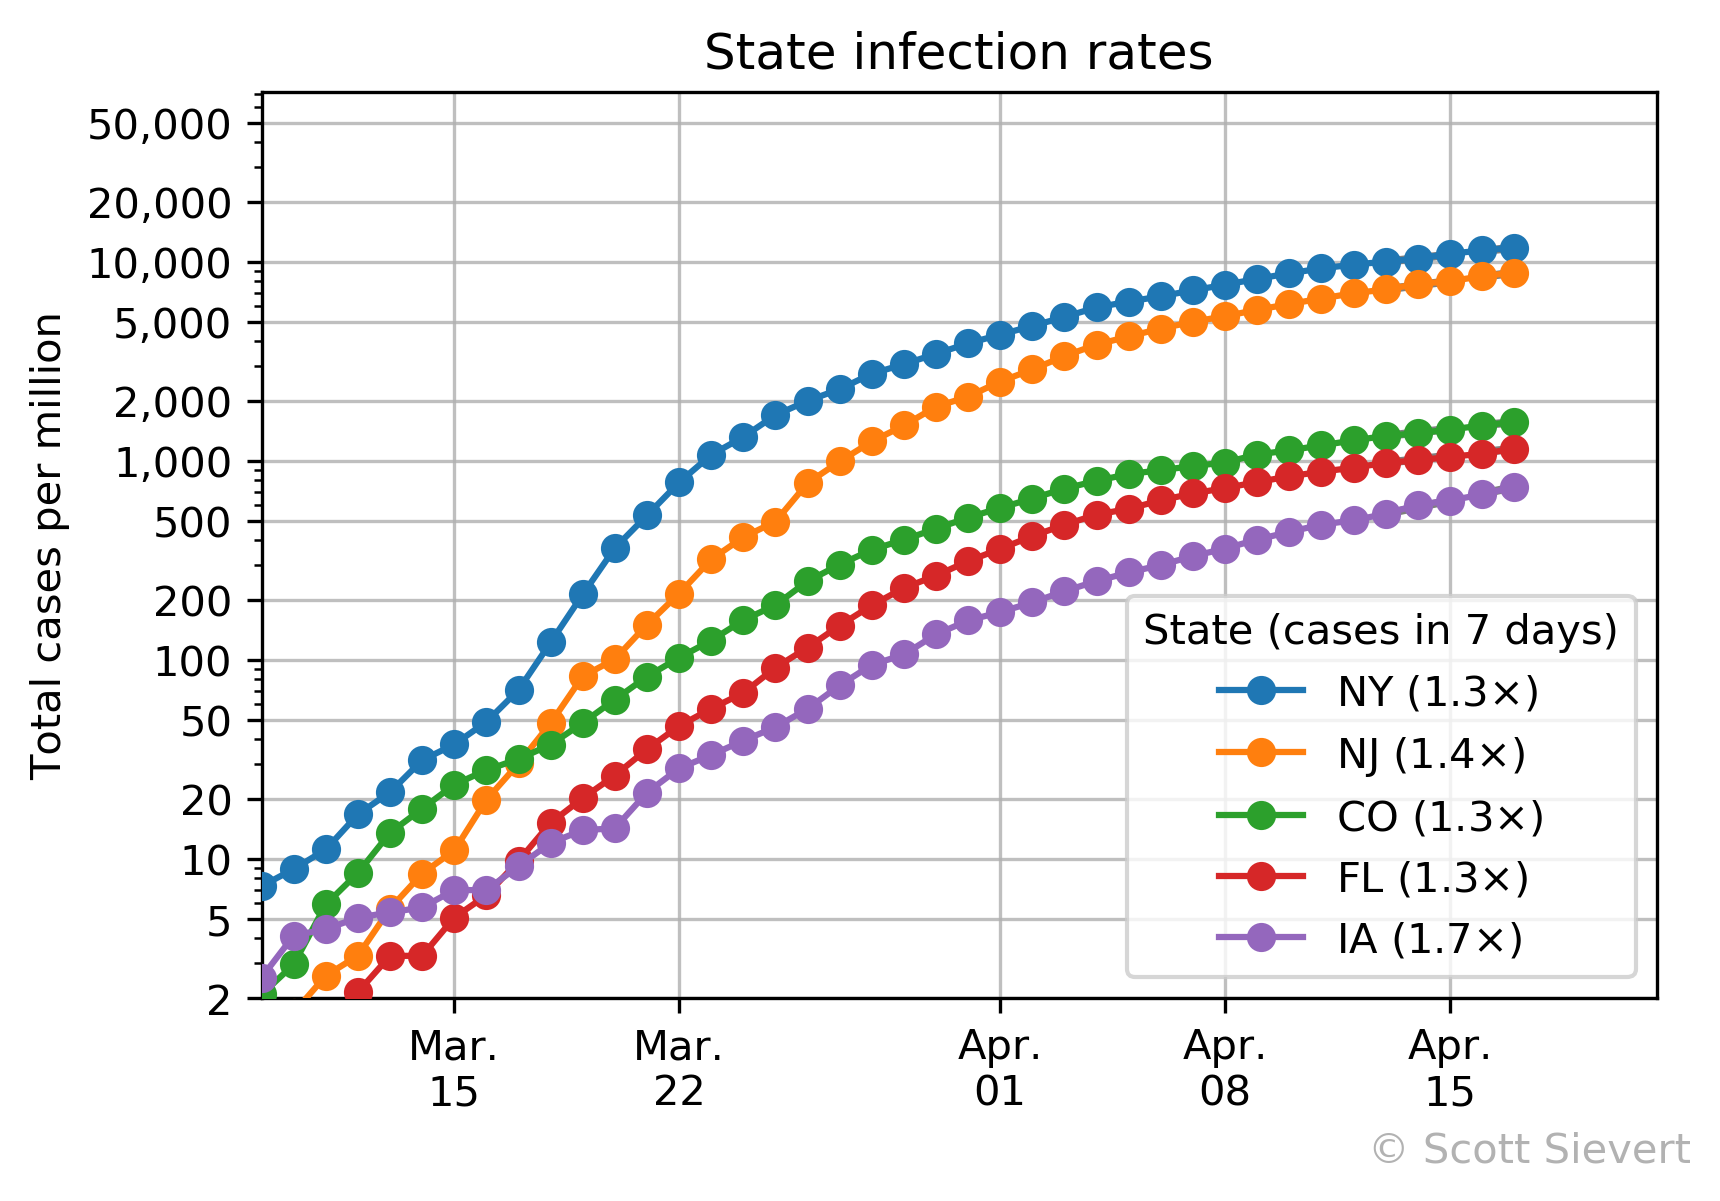 State infection rates
Total cases per million
50,000
20,000
10,000
5,000
2,000
1,000
500
200
100
50
20
10
5
2
State (cases in 7 days)
NY (1.3×)
NJ (1.4×)
CO (1.3×)
FL (1.3×)
IA (1.7×)
Mar. Mar. Apr. Apr. Apr.
15 22 01 08 15
© Scott Sievert